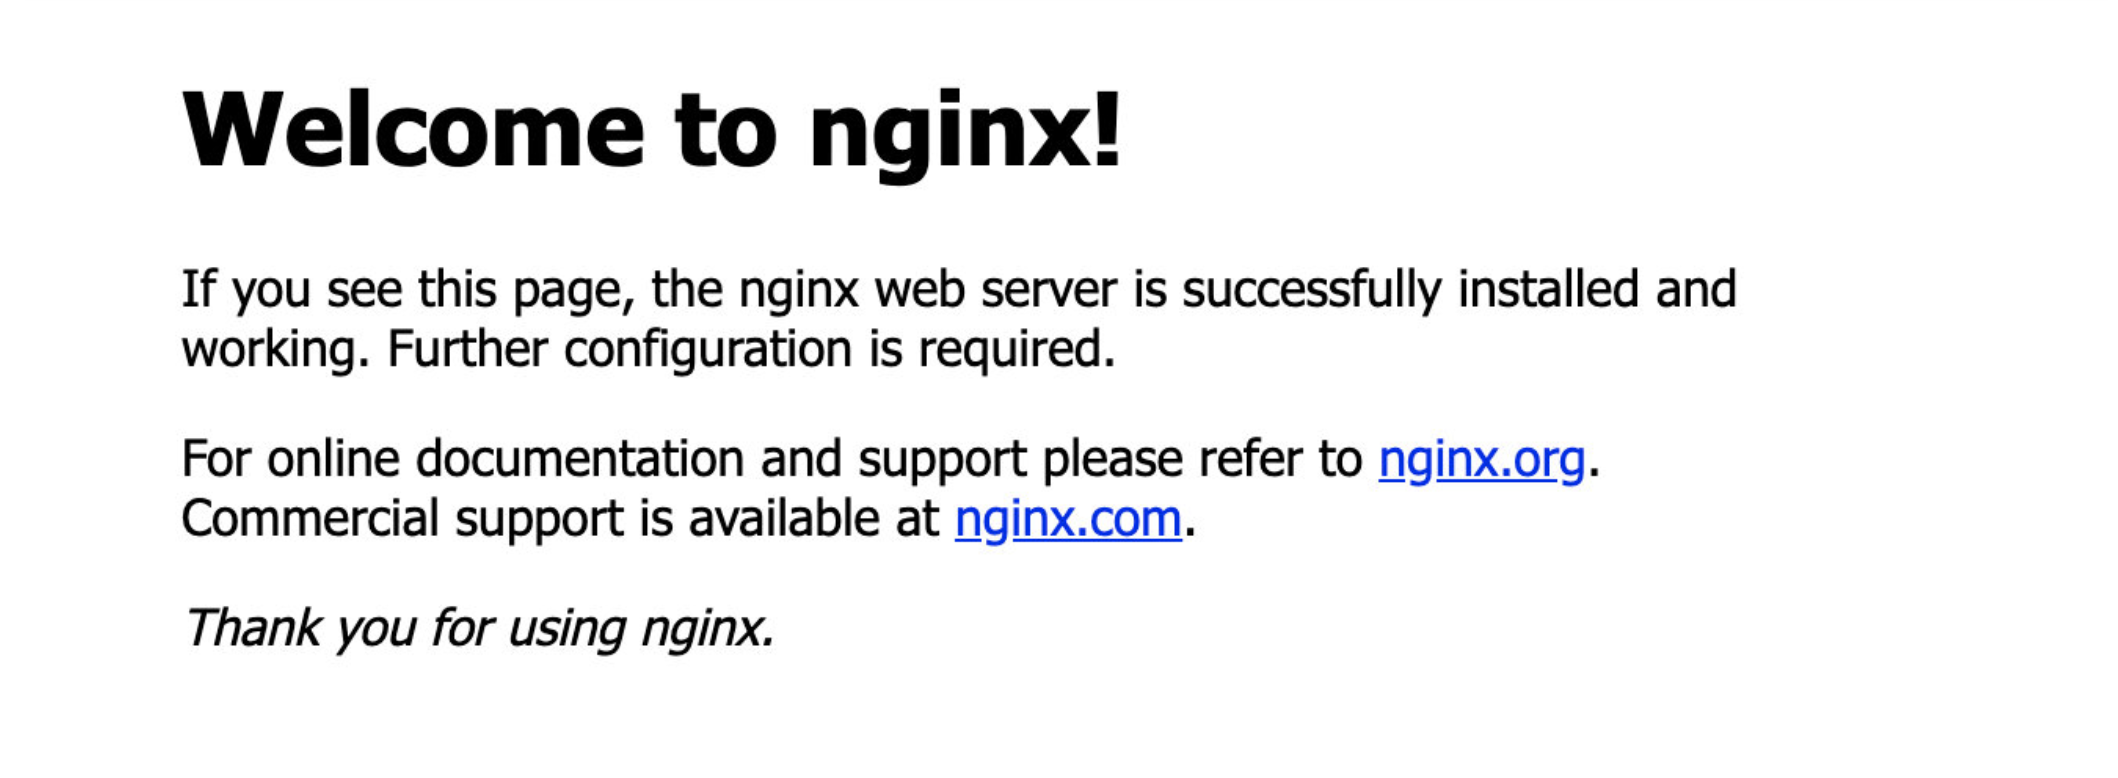 Welcome to nginx!
If you see this page, the nginx web server is successfully installed and
working. Further configuration is required.
For online documentation and support please refer to nginx.org.
Commercial support is available at nginx.com.
Thank you for using nginx.